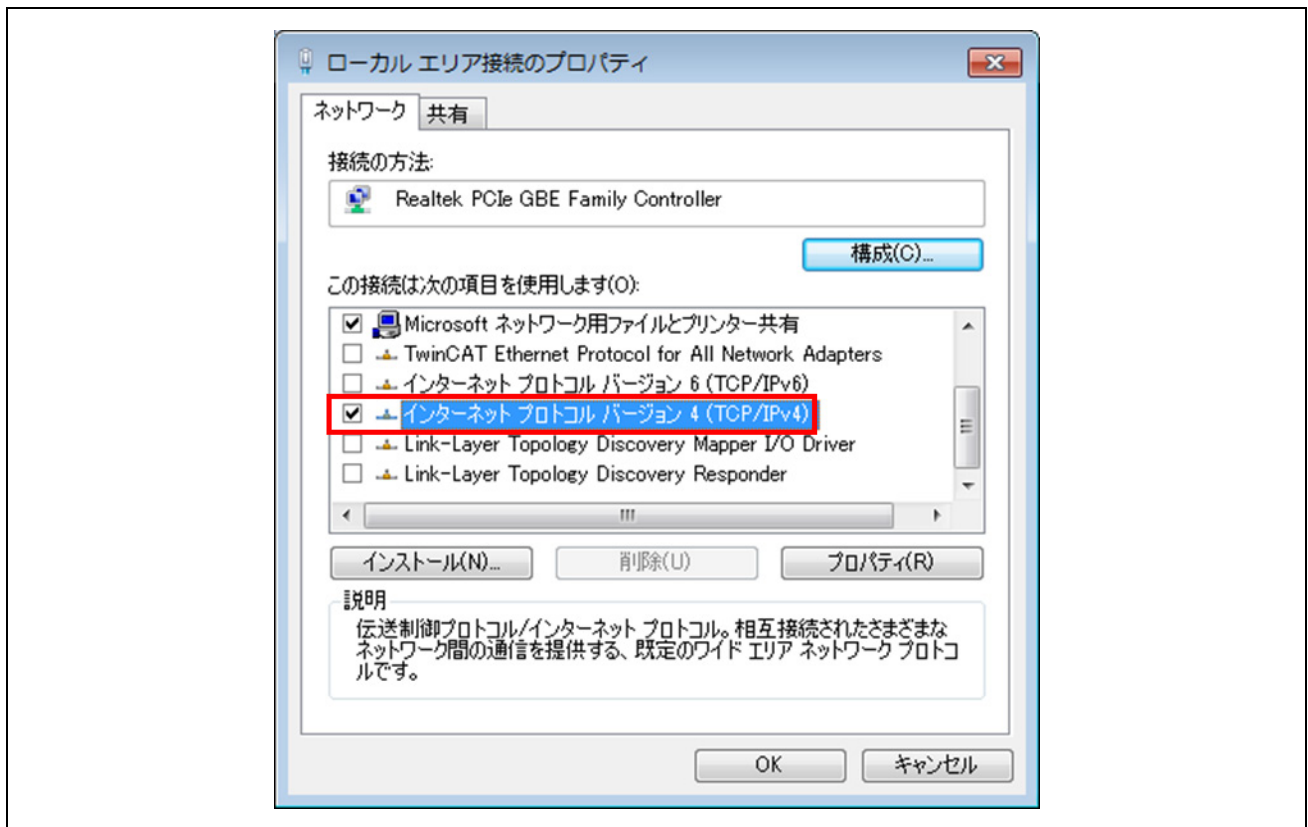 ローカル エリア接続のプロパティ
ネットワーク 共有
接続の方法:
Realtek PCIe GBE Family Controller
構成(C)...
この接続は次の項目を使用します(O):
Microsoft ネットワーク用ファイルとプリンター共有
TwinCAT Ethernet Protocol for All Network Adapters
インターネット プロトコル バージョン 6 (TCP/IPv6)
インターネット プロトコル バージョン 4 (TCP/IPv4)
Link-Layer Topology Discovery Mapper I/O Driver
Link-Layer Topology Discovery Responder
インストール(N)... 削除(U) プロパティ(R)
説明
伝送制御プロトコル/インターネット プロトコル。相互接続されたさまざまな
ネットワーク間の通信を提供する、既定のワイド エリア ネットワーク プロトコ
ルです。
OK キャンセル